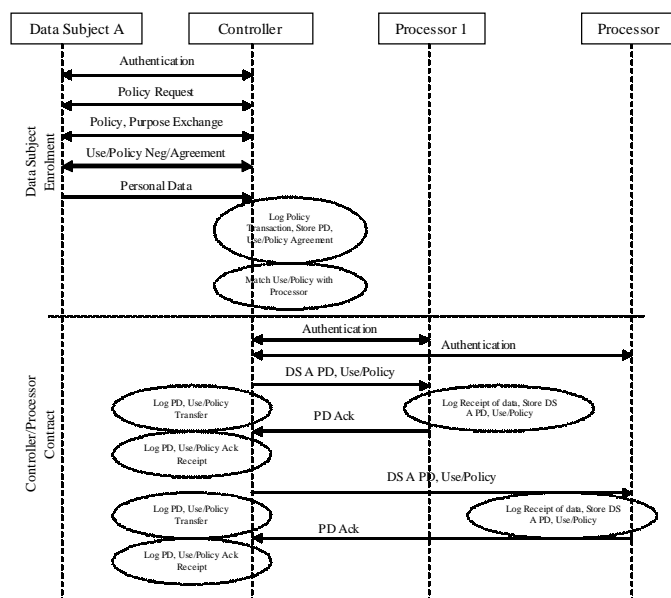 Data Subject A
Controller
Processor 1
Processor
Data Subject
Enrolment
Authentication
Policy Request
Policy, Purpose Exchange
Use/Policy Neg/Agreement
Personal Data
Log Policy
Transaction, Store PD,
Use/Policy Agreement
Match Use/Policy with
Processor
Controller/Processor
Contract
Authentication
Authentication
DS A PD, Use/Policy
Log PD, Use/Policy
Transfer
Log Receipt of data, Store DS
A PD, Use/Policy
PD Ack
Log PD, Use/Policy Ack
Receipt
DS A PD, Use/Policy
Log PD, Use/Policy
Transfer
Log Receipt of data, Store DS
A PD, Use/Policy
PD Ack
Log PD, Use/Policy Ack
Receipt